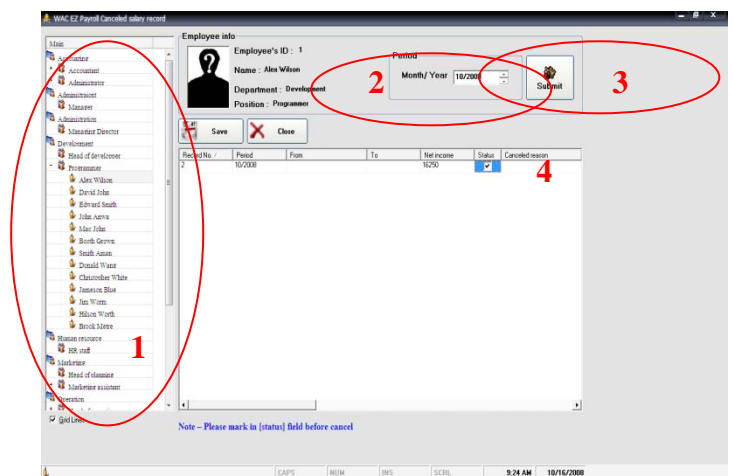 WAC EZ Payroll Canceled salary record
Main
Accounting
Accountant
Administrator
Administraiont
Manager
Administration
Managing Director
Development
Head of developer
Programmer
Alex Wilson
David John
Edward Smith
John Anwa
Mac John
Booth Grown
Smith Aman
Donald Wang
Christopher White
Jameson Blue
Jim Worm
Hilson Worth
Brock Metre
Human resource
HR staff
Marketing
Head of planning
Marketing assistant
Operation
Grid Lines
1
Employee info
Employee's ID : 1
Name : Alex Wilson
Department : Development
Position : Programmer
Period
Month/ Year 10/2008
2
Submit
3
Save Close
Record No. Period From To Net income Status Canceled reason
2 10/2008 16250
4
Note – Please mark in [status] field before cancel
CAPS NUM INS SCRL 9:24 AM 10/16/2008